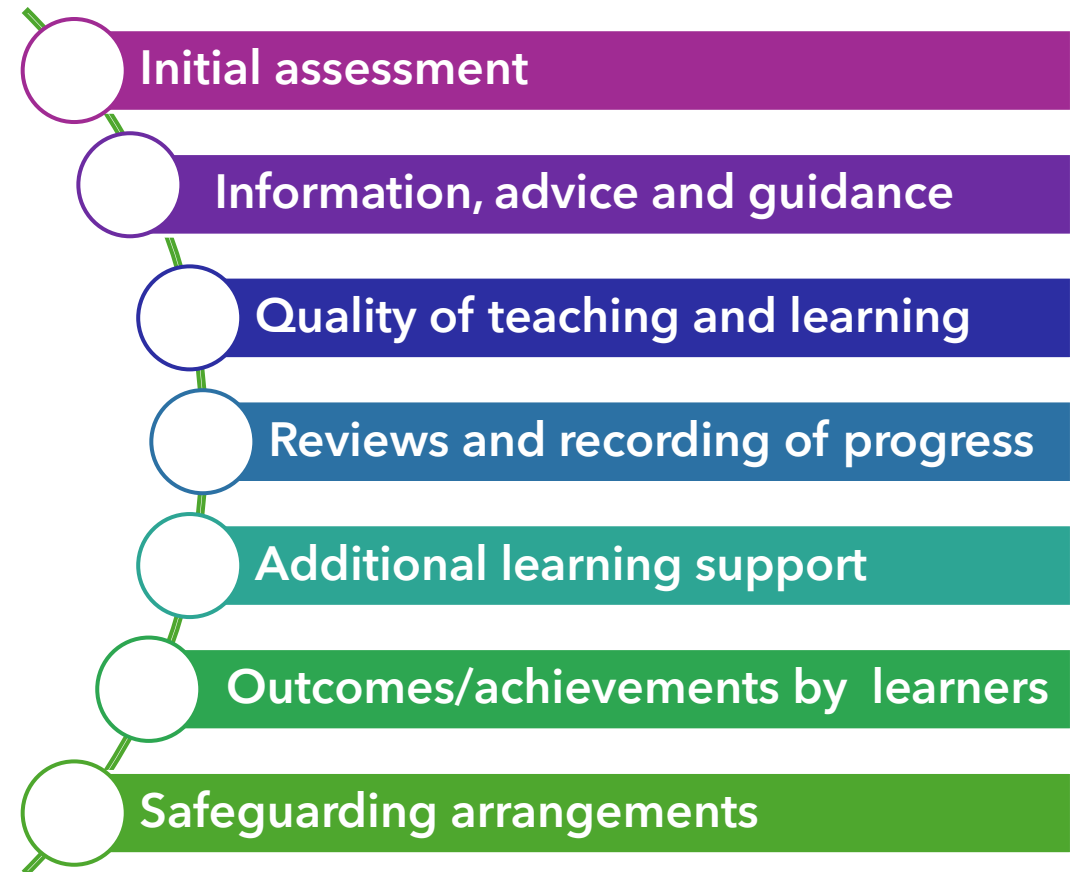 Initial assessment
Information, advice and guidance
Quality of teaching and learning
Reviews and recording of progress
Additional learning support
Outcomes/achievements by  learners
Safeguarding arrangements